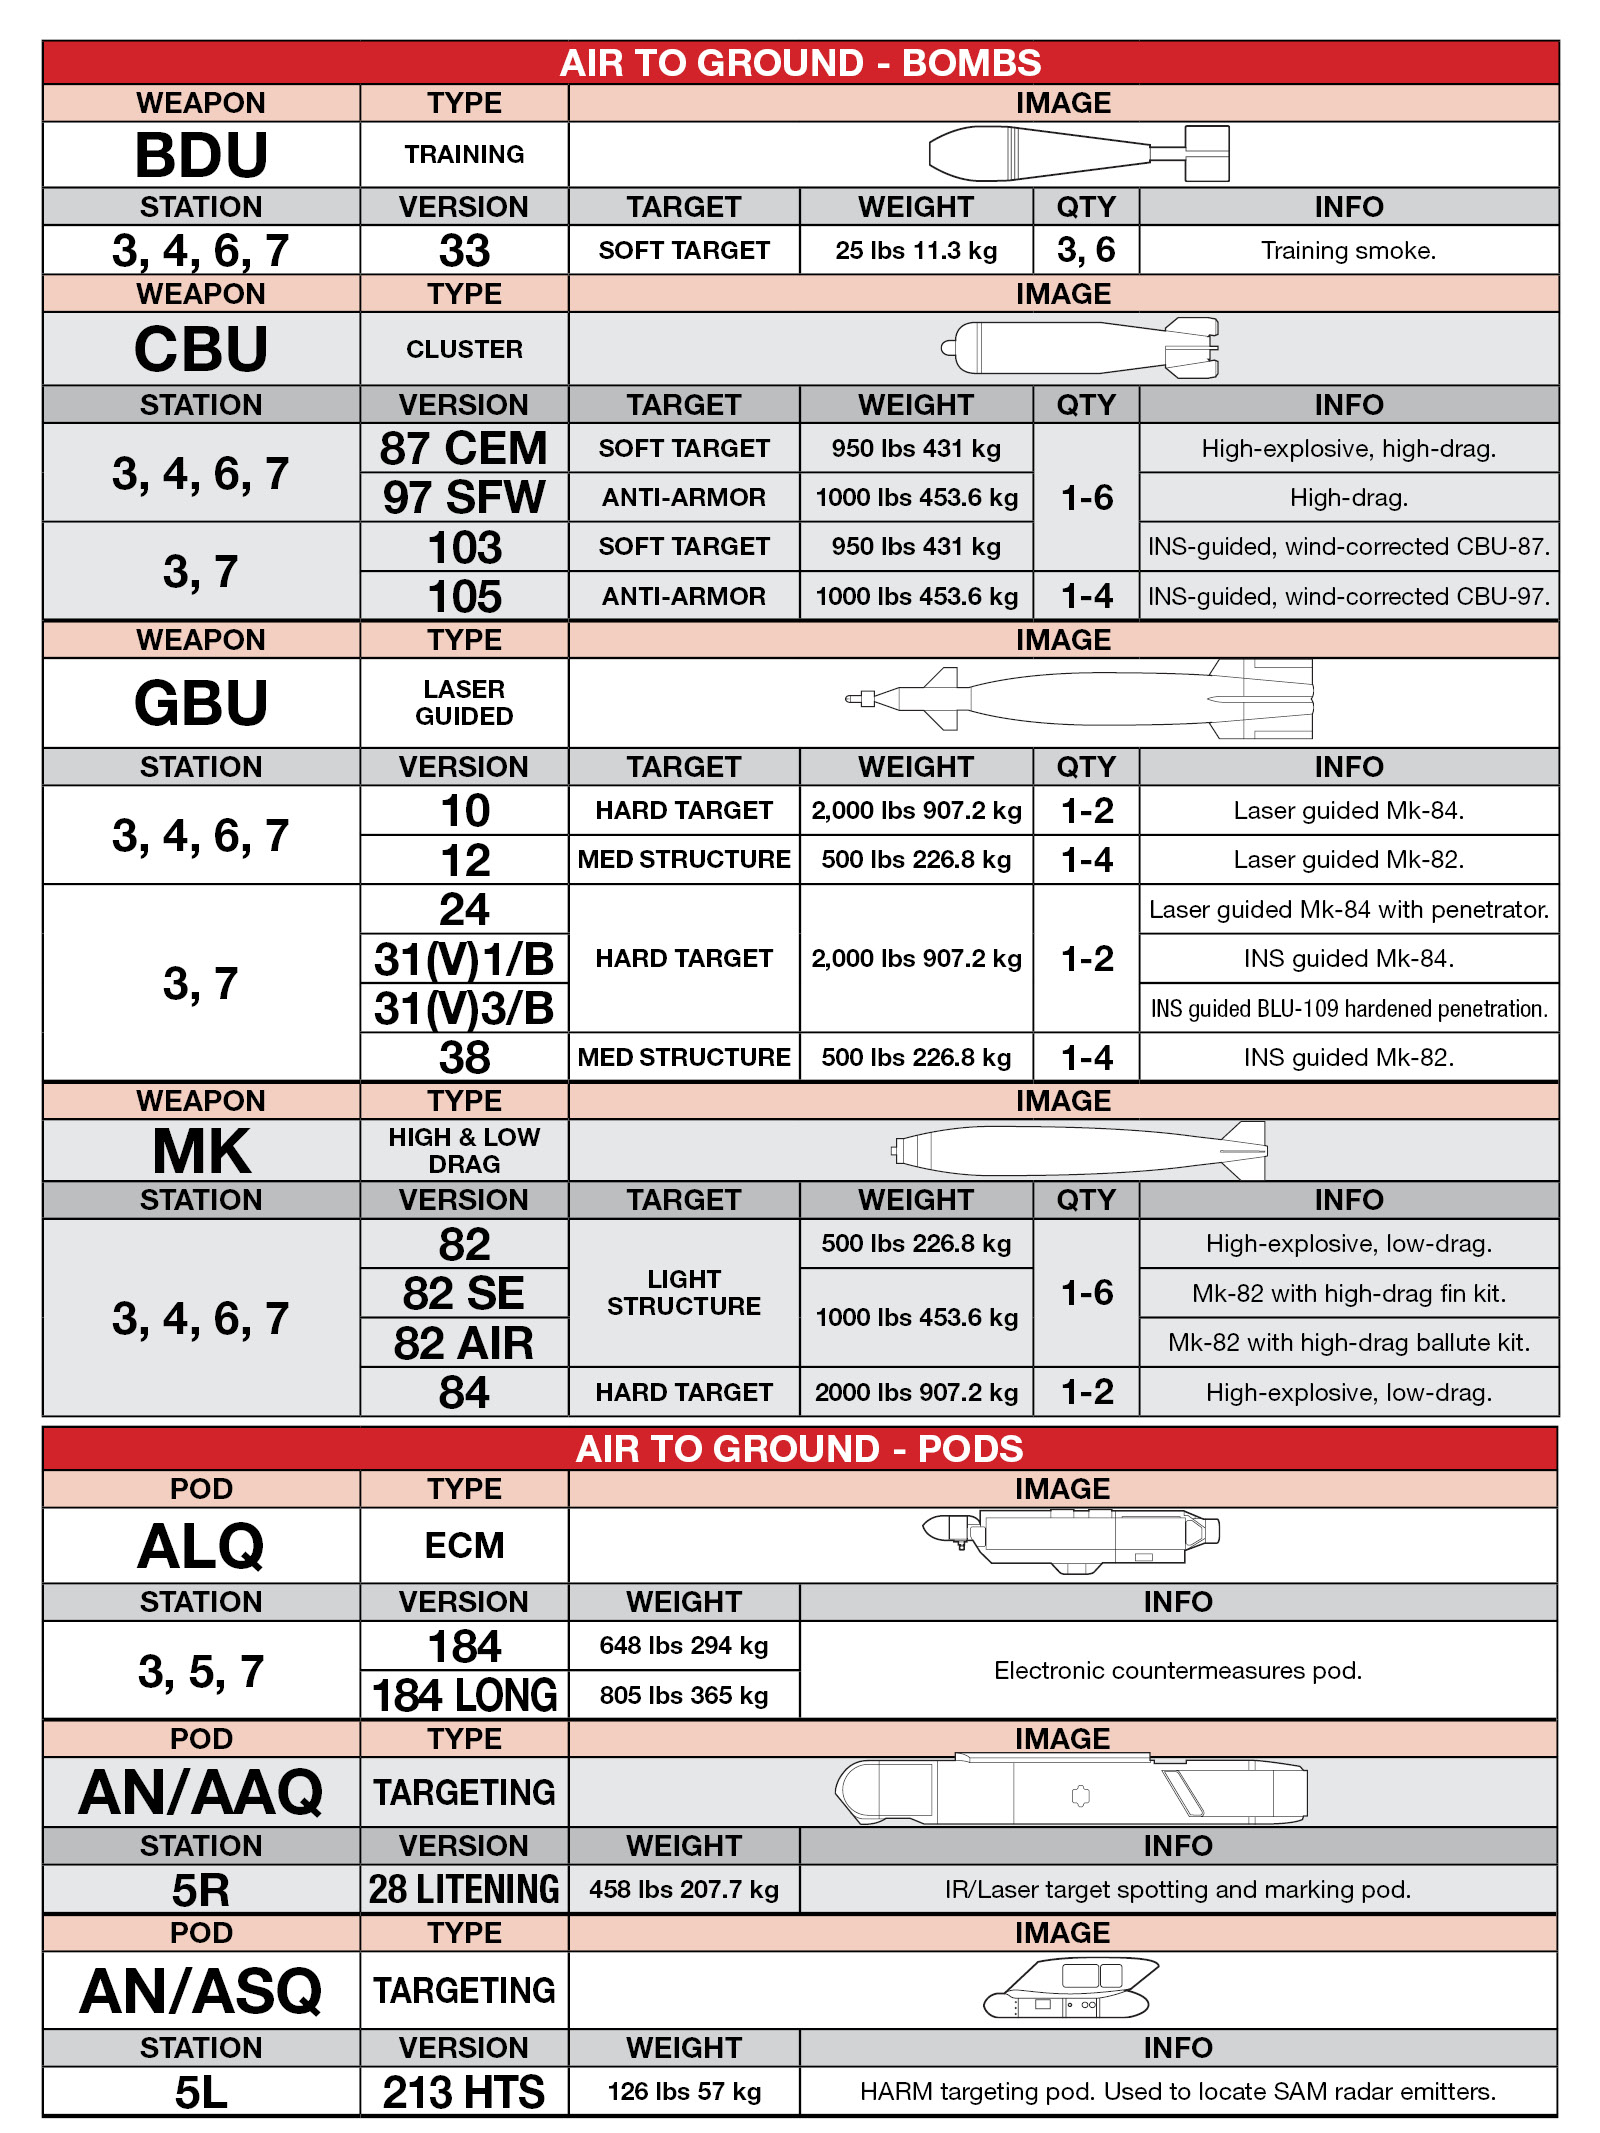 AIR TO GROUND - BOMBS
WEAPON TYPE IMAGE
BDU TRAINING
STATION VERSION TARGET WEIGHT QTY INFO
3, 4, 6, 7 33 SOFT TARGET 25 lbs 11.3 kg 3, 6 Training smoke.
WEAPON TYPE IMAGE
CBU CLUSTER
STATION VERSION TARGET WEIGHT QTY INFO
3, 4, 6, 7 87 CEM SOFT TARGET 950 lbs 431 kg 1-6 High-explosive, high-drag.
97 SFW ANTI-ARMOR 1000 lbs 453.6 kg High-drag.
3, 7 103 SOFT TARGET 950 lbs 431 kg INS-guided, wind-corrected CBU-87.
105 ANTI-ARMOR 1000 lbs 453.6 kg 1-4 INS-guided, wind-corrected CBU-97.
WEAPON TYPE IMAGE
GBU LASER
GUIDED
STATION VERSION TARGET WEIGHT QTY INFO
3, 4, 6, 7 10 HARD TARGET 2,000 lbs 907.2 kg 1-2 Laser guided Mk-84.
12 MED STRUCTURE 500 lbs 226.8 kg 1-4 Laser guided Mk-82.
3, 7 24 HARD TARGET 2,000 lbs 907.2 kg 1-2 Laser guided Mk-84 with penetrator.
31(V)1/B INS guided Mk-84.
31(V)3/B INS guided BLU-109 hardened penetration.
38 MED STRUCTURE 500 lbs 226.8 kg 1-4 INS guided Mk-82.
WEAPON TYPE IMAGE
MK HIGH & LOW
DRAG
STATION VERSION TARGET WEIGHT QTY INFO
3, 4, 6, 7 82 LIGHT STRUCTURE 500 lbs 226.8 kg 1-6 High-explosive, low-drag.
82 SE 1000 lbs 453.6 kg Mk-82 with high-drag fin kit.
82 AIR Mk-82 with high-drag ballute kit.
84 HARD TARGET 2000 lbs 907.2 kg 1-2 High-explosive, low-drag.
AIR TO GROUND - PODS
POD TYPE IMAGE
ALQ ECM
STATION VERSION WEIGHT INFO
3, 5, 7 184 648 lbs 294 kg Electronic countermeasures pod.
184 LONG 805 lbs 365 kg
POD TYPE IMAGE
AN/AAQ TARGETING
STATION VERSION WEIGHT INFO
5R 28 LITENING 458 lbs 207.7 kg IR/Laser target spotting and marking pod.
POD TYPE IMAGE
AN/ASQ TARGETING
STATION VERSION WEIGHT INFO
5L 213 HTS 126 lbs 57 kg HARM targeting pod. Used to locate SAM radar emitters.